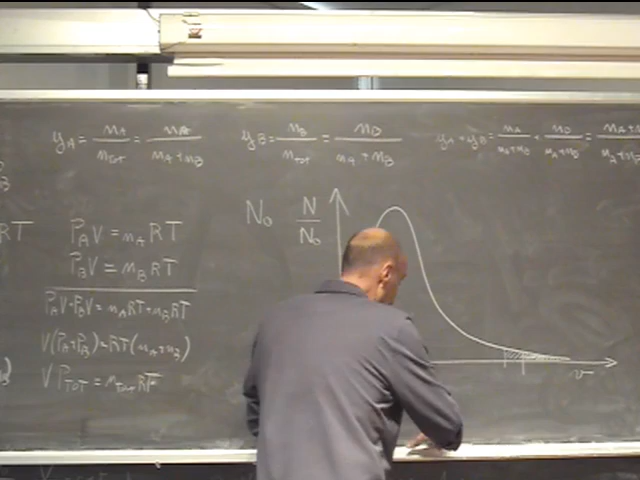 y_A = n_A / n_TOT = n_A / (n_A + n_B)
y_B = n_B / n_TOT = n_B / (n_A + n_B)
y_A + y_B = n_A / (n_A + n_B) + n_B / (n_A + n_B) =
RT
P_A V = n_A RT
P_B V = n_B RT
P_A V + P_B V = n_A RT + n_B RT
V(P_A + P_B) = RT(n_A + n_B)
V P_TOT = n_TOT RT
N_0
N / N_0
v